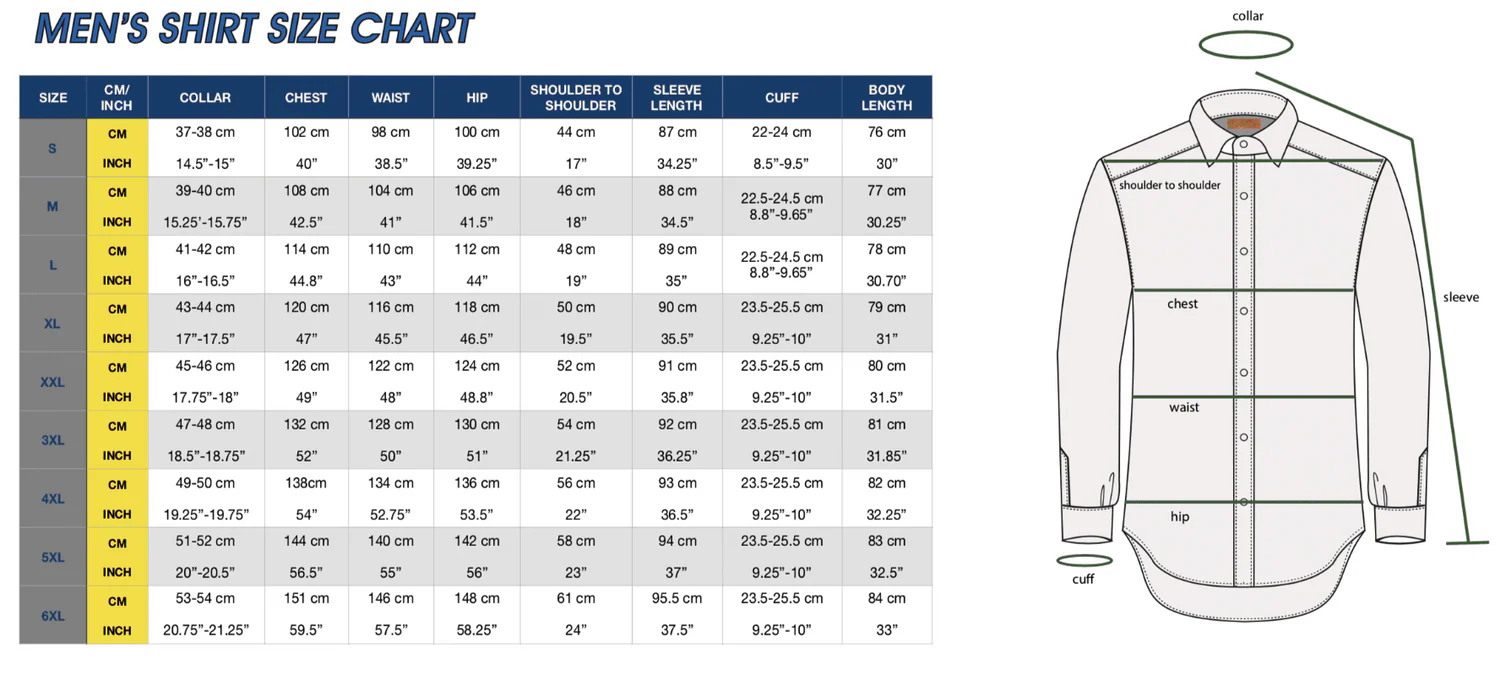 MEN'S SHIRT SIZE CHART
SIZE CM/ INCH COLLAR CHEST WAIST HIP SHOULDER TO SHOULDER SLEEVE LENGTH CUFF BODY LENGTH
S CM 37-38 cm 102 cm 98 cm 100 cm 44 cm 87 cm 22-24 cm 76 cm
INCH 14.5”-15” 40” 38.5” 39.25” 17” 34.25” 8.5”-9.5” 30”
M CM 39-40 cm 108 cm 104 cm 106 cm 46 cm 88 cm 22.5-24.5 cm 77 cm
INCH 15.25'-15.75” 42.5” 41” 41.5” 18” 34.5” 8.8”-9.65” 30.25”
L CM 41-42 cm 114 cm 110 cm 112 cm 48 cm 89 cm 22.5-24.5 cm 78 cm
INCH 16”-16.5” 44.8” 43” 44” 19” 35” 8.8”-9.65” 30.70”
XL CM 43-44 cm 120 cm 116 cm 118 cm 50 cm 90 cm 23.5-25.5 cm 79 cm
INCH 17”-17.5” 47” 45.5” 46.5” 19.5” 35.5” 9.25”-10” 31”
XXL CM 45-46 cm 126 cm 122 cm 124 cm 52 cm 91 cm 23.5-25.5 cm 80 cm
INCH 17.75”-18” 49” 48” 48.8” 20.5” 35.8” 9.25”-10” 31.5”
3XL CM 47-48 cm 132 cm 128 cm 130 cm 54 cm 92 cm 23.5-25.5 cm 81 cm
INCH 18.5”-18.75” 52” 50” 51” 21.25” 36.25” 9.25”-10” 31.85”
4XL CM 49-50 cm 138cm 134 cm 136 cm 56 cm 93 cm 23.5-25.5 cm 82 cm
INCH 19.25”-19.75” 54” 52.75” 53.5” 22” 36.5” 9.25”-10” 32.25”
5XL CM 51-52 cm 144 cm 140 cm 142 cm 58 cm 94 cm 23.5-25.5 cm 83 cm
INCH 20”-20.5” 56.5” 55” 56” 23” 37” 9.25”-10” 32.5”
6XL CM 53-54 cm 151 cm 146 cm 148 cm 61 cm 95.5 cm 23.5-25.5 cm 84 cm
INCH 20.75”-21.25” 59.5” 57.5” 58.25” 24” 37.5” 9.25”-10” 33”
collar
shoulder to shoulder
chest
sleeve
waist
hip
cuff